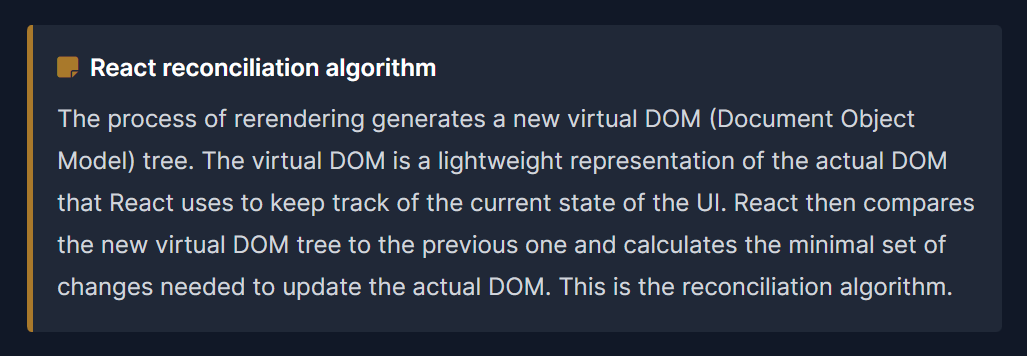 React reconciliation algorithm
The process of rerendering generates a new virtual DOM (Document Object
Model) tree. The virtual DOM is a lightweight representation of the actual DOM
that React uses to keep track of the current state of the UI. React then compares
the new virtual DOM tree to the previous one and calculates the minimal set of
changes needed to update the actual DOM. This is the reconciliation algorithm.